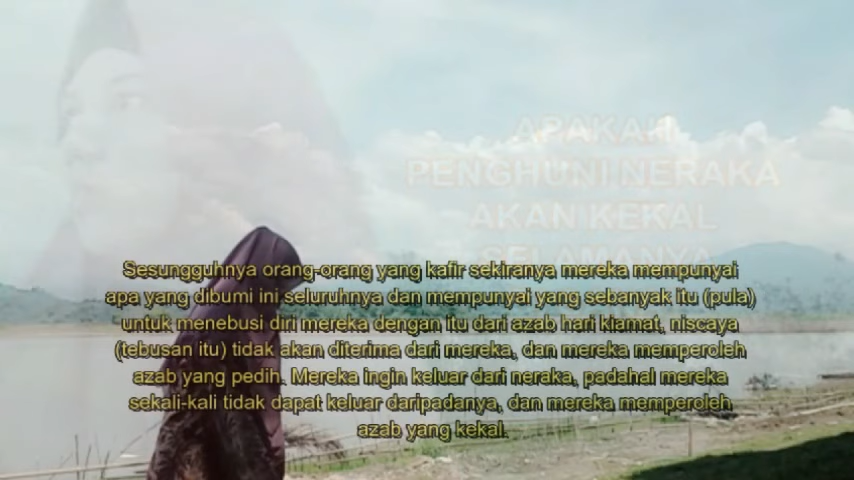 APAKAH
PENGHUNI NERAKA
AKAN KEKAL
SELAMANYA
Sesungguhnya orang-orang yang kafir sekiranya mereka mempunyai
apa yang dibumi ini seluruhnya dan mempunyai yang sebanyak itu (pula)
untuk menebusi diri mereka dengan itu dari azab hari kiamat, niscaya
(tebusan itu) tidak akan diterima dari mereka, dan mereka memperoleh
azab yang pedih. Mereka ingin keluar dari neraka, padahal mereka
sekali-kali tidak dapat keluar daripadanya, dan mereka memperoleh
azab yang kekal.